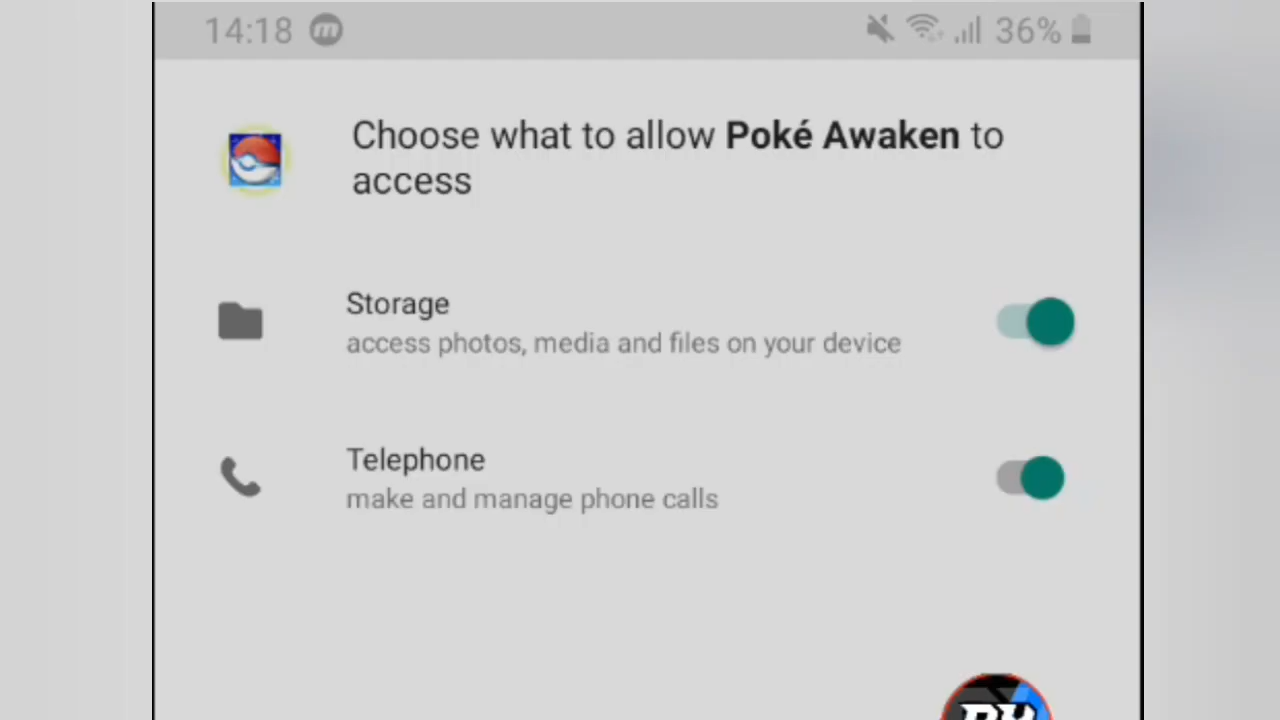 14:18 m 36%
Choose what to allow Poké Awaken to
access
Storage
access photos, media and files on your device
Telephone
make and manage phone calls